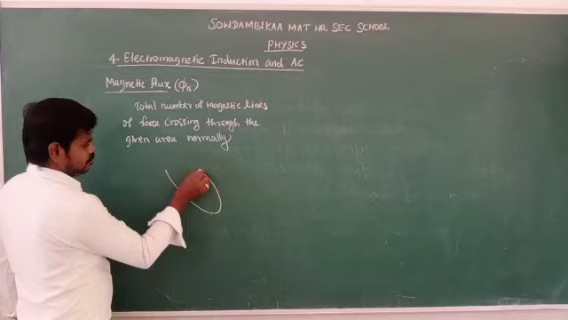 SOWDAMBIKAA MAT HR SEC SCHOOL
PHYSICS
4. Electromagnetic Induction and AC
Magnetic flux (ϕB)
Total number of magnetic lines
of force crossing through the
given area normally